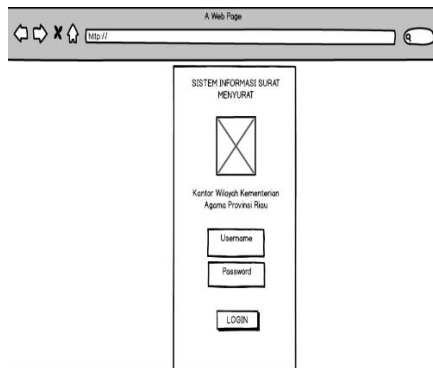 A Web Page
http://
SISTEM INFORMASI SURAT
MENYURAT
Kantor Wilayah Kementerian
Agama Provinsi Riau
Username
Password
LOGIN